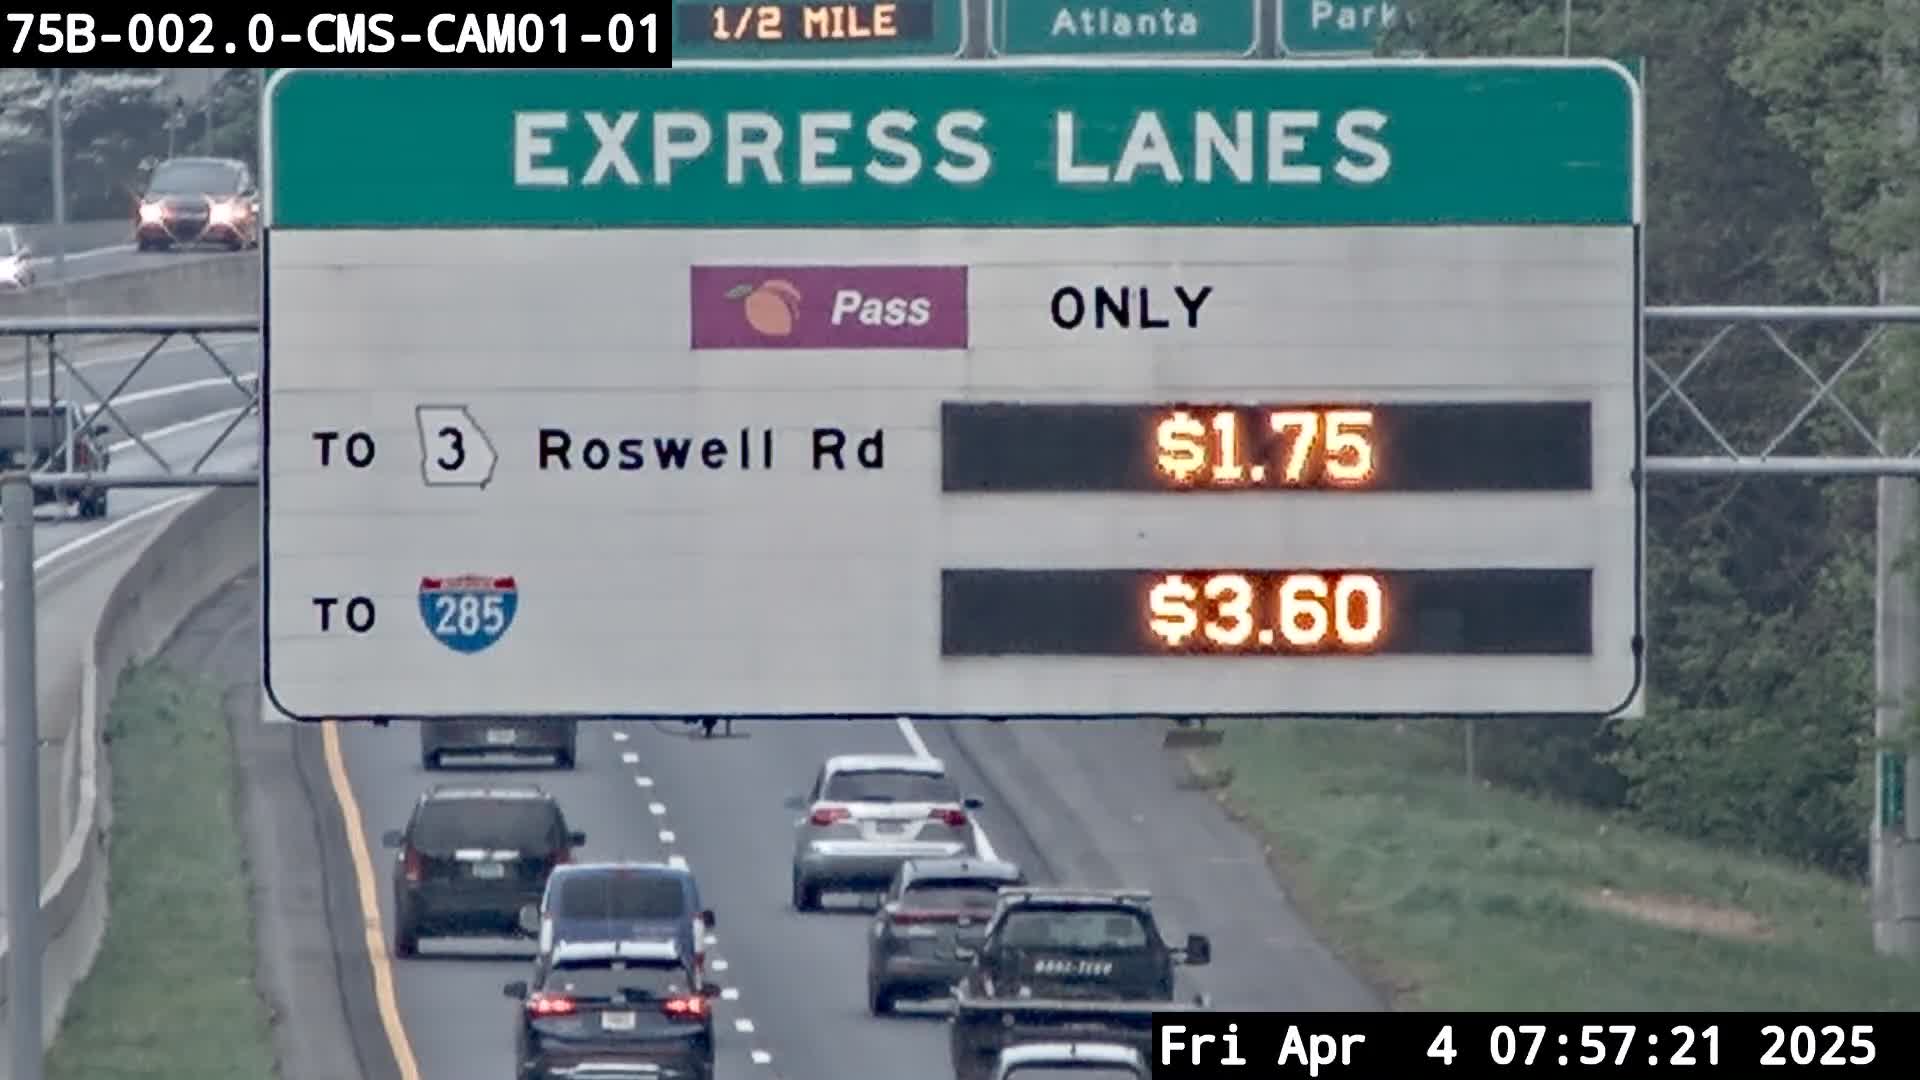 75B-002.0-CMS-CAM01-01
1/2 MILE
Atlanta
Park
EXPRESS LANES
Pass ONLY
TO 3 Roswell Rd $1.75
TO 285 $3.60
Fri Apr 4 07:57:21 2025